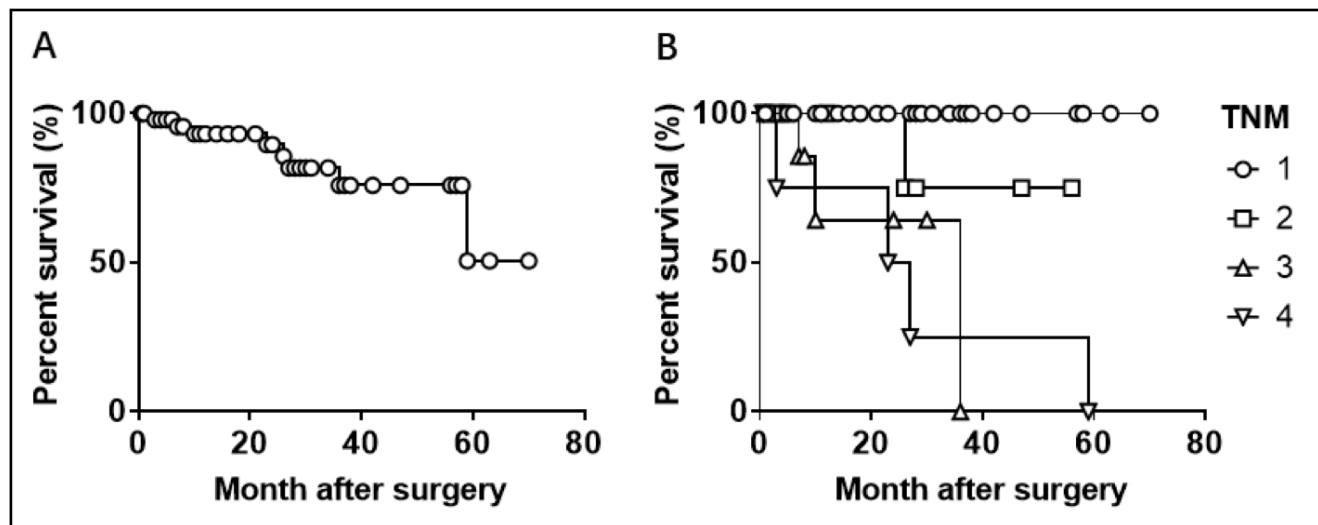 A
Percent survival (%)
100
50
0
0 20 40 60 80
Month after surgery
B
Percent survival (%)
100
50
0
0 20 40 60 80
Month after surgery
TNM
1
2
3
4